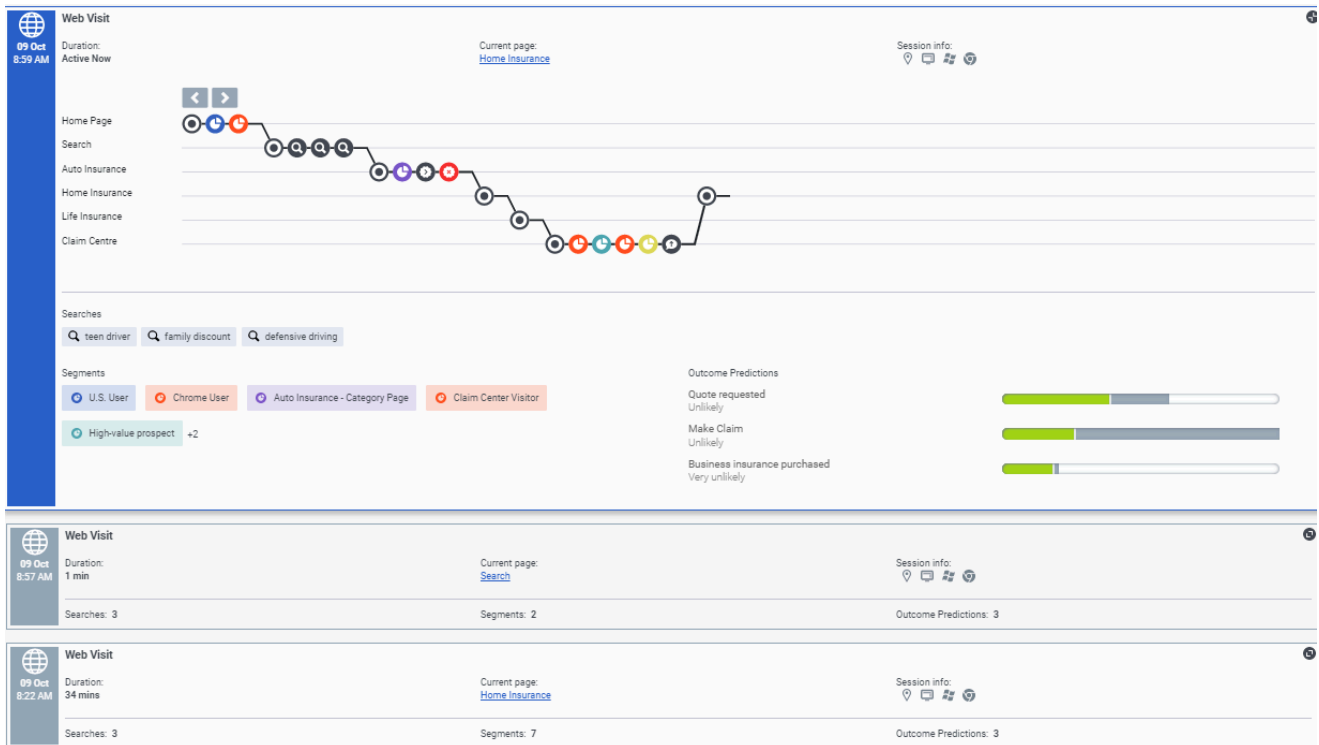 Web Visit
09 Oct
8:59 AM
Duration:
Active Now
Current page:
Home Insurance
Session info:
Home Page
Search
Auto Insurance
Home Insurance
Life Insurance
Claim Centre
Searches
teen driver family discount defensive driving
Segments
U.S. User Chrome User Auto Insurance - Category Page Claim Center Visitor
High-value prospect +2
Outcome Predictions
Quote requested
Unlikely
Make Claim
Unlikely
Business insurance purchased
Very unlikely
Web Visit
09 Oct
8:57 AM
Duration:
1 min
Current page:
Search
Session info:
Searches: 3 Segments: 2 Outcome Predictions: 3
Web Visit
09 Oct
8:22 AM
Duration:
34 mins
Current page:
Home Insurance
Session info:
Searches: 3 Segments: 7 Outcome Predictions: 3